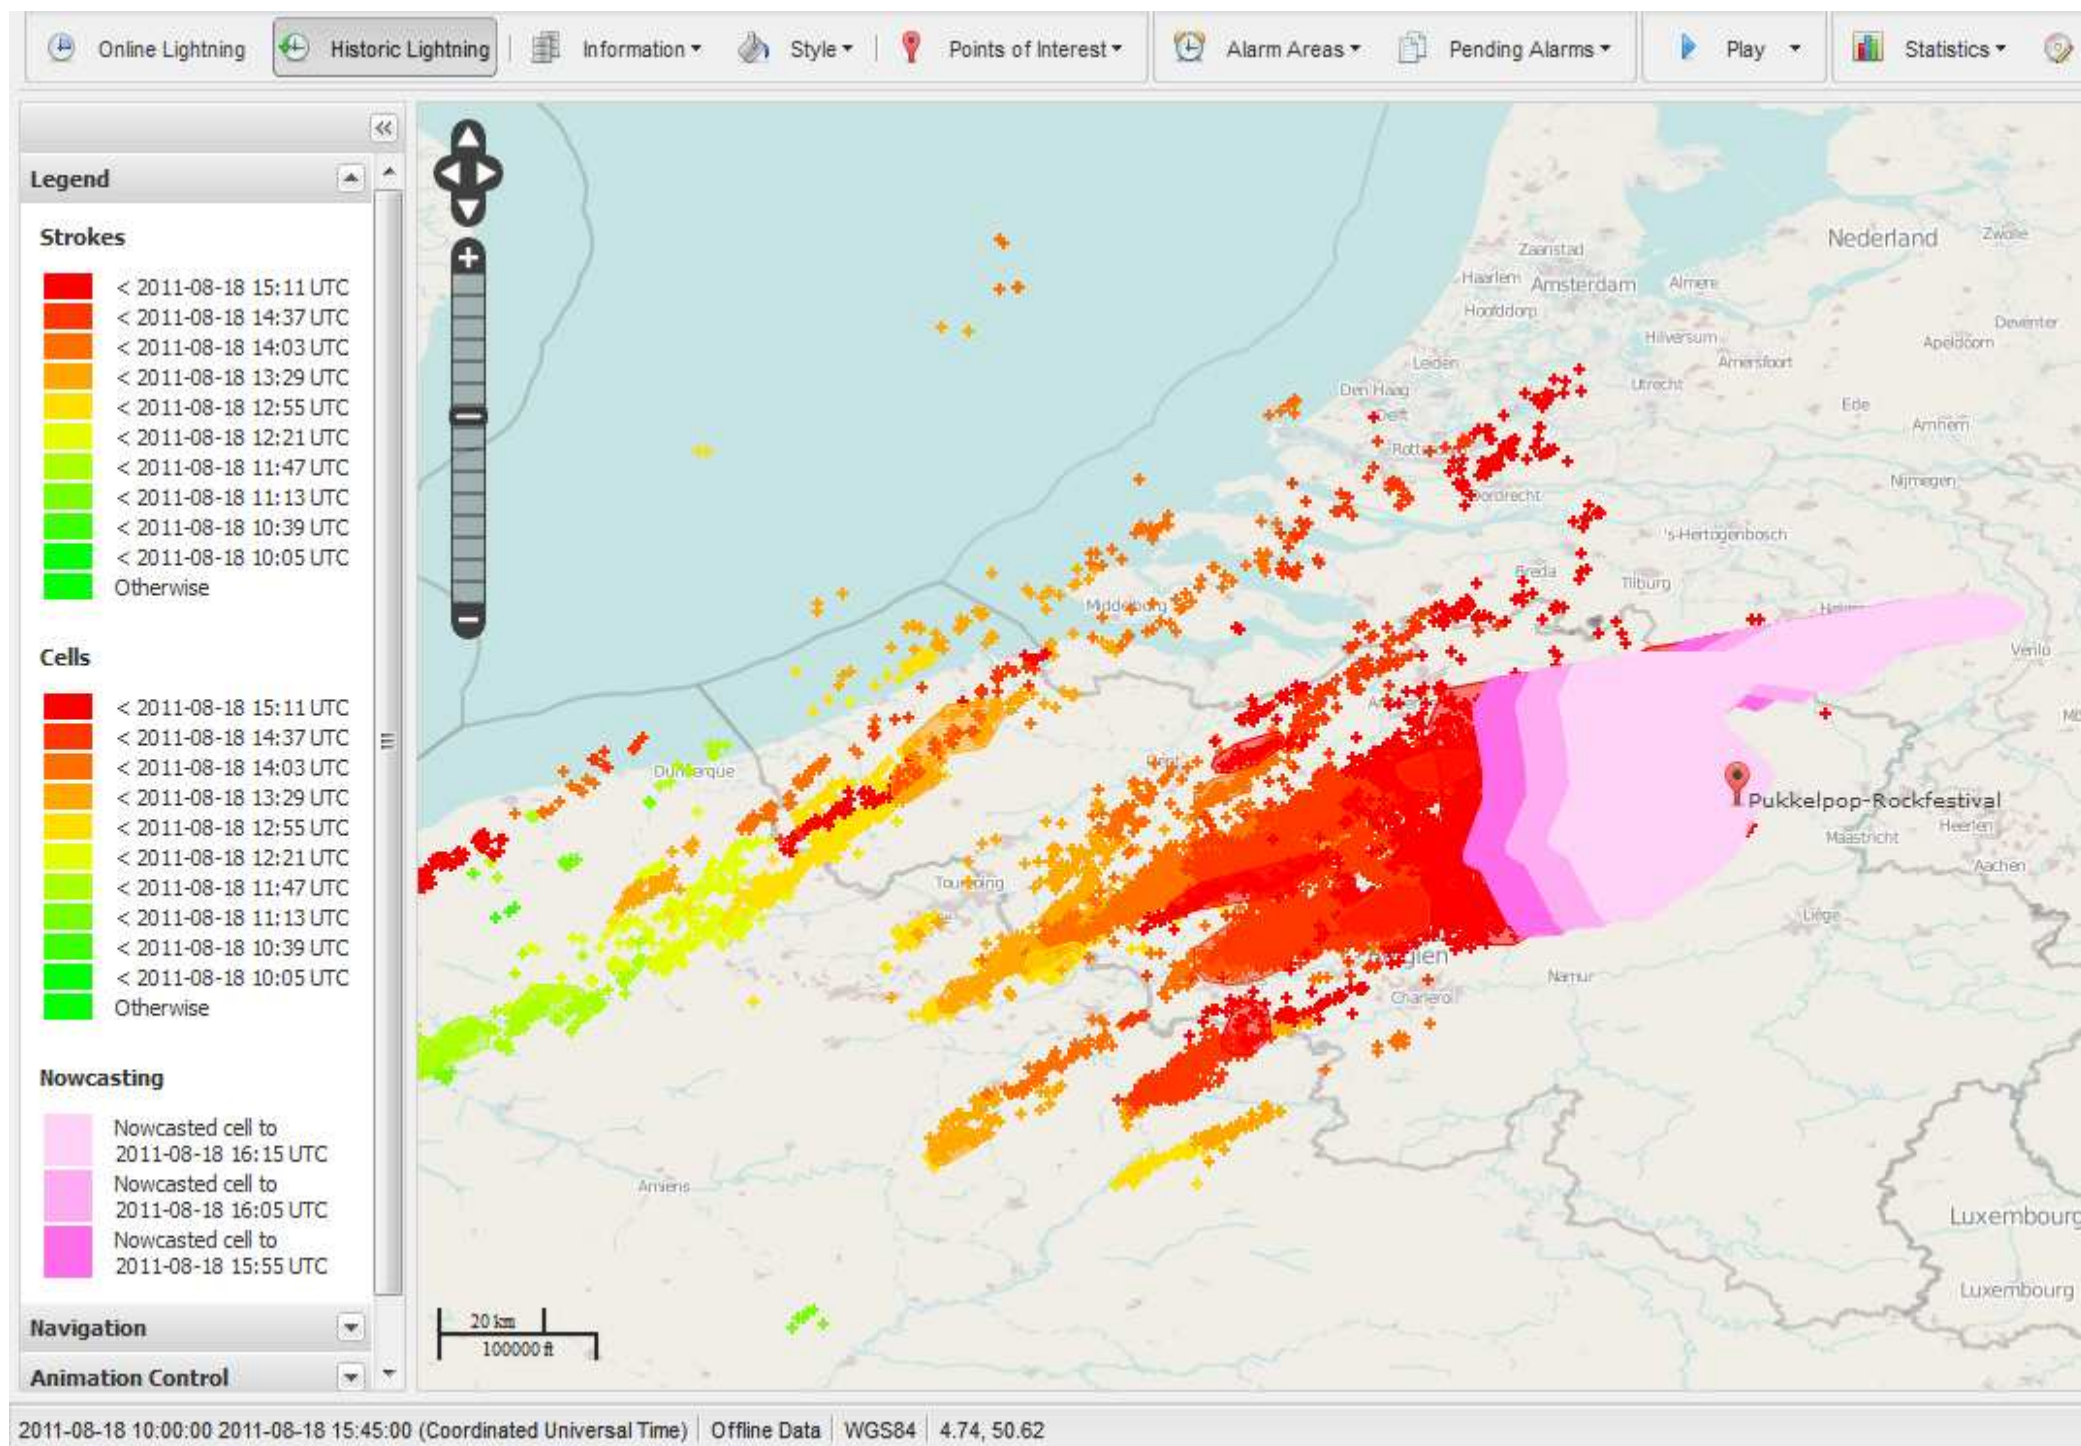 Online Lightning
Historic Lightning
Information
Style
Points of Interest
Alarm Areas
Pending Alarms
Play
Statistics
Legend
Strokes
< 2011-08-18 15:11 UTC
< 2011-08-18 14:37 UTC
< 2011-08-18 14:03 UTC
< 2011-08-18 13:29 UTC
< 2011-08-18 12:55 UTC
< 2011-08-18 12:21 UTC
< 2011-08-18 11:47 UTC
< 2011-08-18 11:13 UTC
< 2011-08-18 10:39 UTC
< 2011-08-18 10:05 UTC
Otherwise
Cells
< 2011-08-18 15:11 UTC
< 2011-08-18 14:37 UTC
< 2011-08-18 14:03 UTC
< 2011-08-18 13:29 UTC
< 2011-08-18 12:55 UTC
< 2011-08-18 12:21 UTC
< 2011-08-18 11:47 UTC
< 2011-08-18 11:13 UTC
< 2011-08-18 10:39 UTC
< 2011-08-18 10:05 UTC
Otherwise
Nowcasting
Nowcasted cell to
2011-08-18 16:15 UTC
Nowcasted cell to
2011-08-18 16:05 UTC
Nowcasted cell to
2011-08-18 15:55 UTC
Navigation
Animation Control
Nederland
Zwolle
Zaanstad
Haarlem
Amsterdam
Almere
Hoofddorp
Deventer
Hilversum
Apeldoorn
Leiden
Amersfoort
Den Haag
Utrecht
Ede
Delft
Arnhem
Nijmegen
's-Hertogenbosch
Breda
Tilburg
Middelburg
Venlo
Pukkelpop-Rockfestival
Heerlen
Maastricht
Aachen
Liège
Namur
Charleroi
Amiens
Luxembourg
Luxembourg
20 km
100000 ft
2011-08-18 10:00:00 2011-08-18 15:45:00 (Coordinated Universal Time)
Offline Data
WGS84
4.74, 50.62